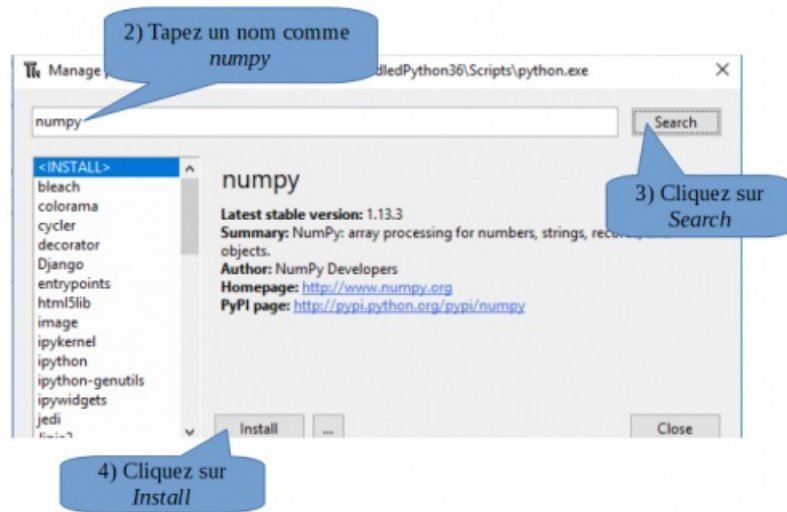 2) Tapez un nom comme
numpy
Manage
dledPython36\Scripts\python.exe
numpy
Search
<INSTALL>
bleach
colorama
cycler
decorator
Django
entrypoints
html5lib
image
ipykernel
ipython
ipython-genutils
ipywidgets
jedi
numpy
Latest stable version: 1.13.3
Summary: NumPy: array processing for numbers, strings,
objects.
Author: NumPy Developers
Homepage: http://www.numpy.org
PyPI page: http://pypi.python.org/pypi/numpy
3) Cliquez sur
Search
Install
...
Close
4) Cliquez sur
Install